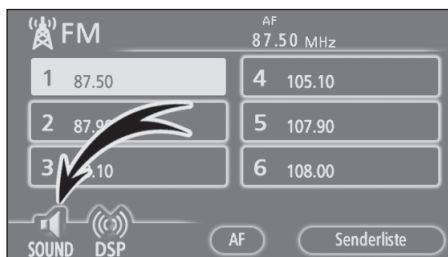 FM
AF
87.50 MHz
1 87.50
4 105.10
2
5 107.90
3
6 108.00
SOUND DSP
AF
Senderliste